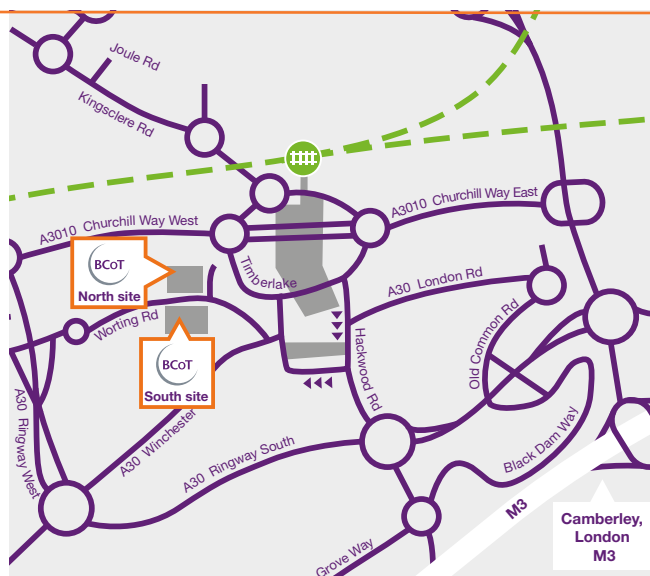 Joule Rd
Kingsclere Rd
A3010 Churchill Way West
A3010 Churchill Way East
BCoT
North site
Timberlake
A30 London Rd
Worting Rd
BCoT
South site
Hackwood Rd
Old Common Rd
A30 Ringway West
A30 Winchester
A30 Ringway South
Black Dam Way
M3
Grove Way
Camberley,
London
M3